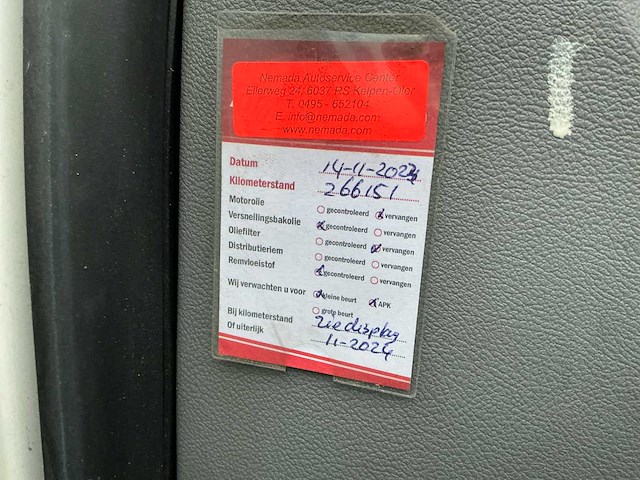 Nemada Autoservice Center
Ellerweg 24, 6037 RS Kelpen-Oler
T. 0495 - 652104
E. info@nemada.com
www.nemada.com
Datum 14-11-2023
Kilometerstand 266151
Motorolie gecontroleerd vervangen
Versnellingsbakolie gecontroleerd vervangen
Oliefilter gecontroleerd vervangen
Distributieriem gecontroleerd vervangen
Remvloeistof gecontroleerd vervangen
Wij verwachten u voor kleine beurt APK
grote beurt
Bij kilometerstand zie display
Of uiterlijk 11-2024